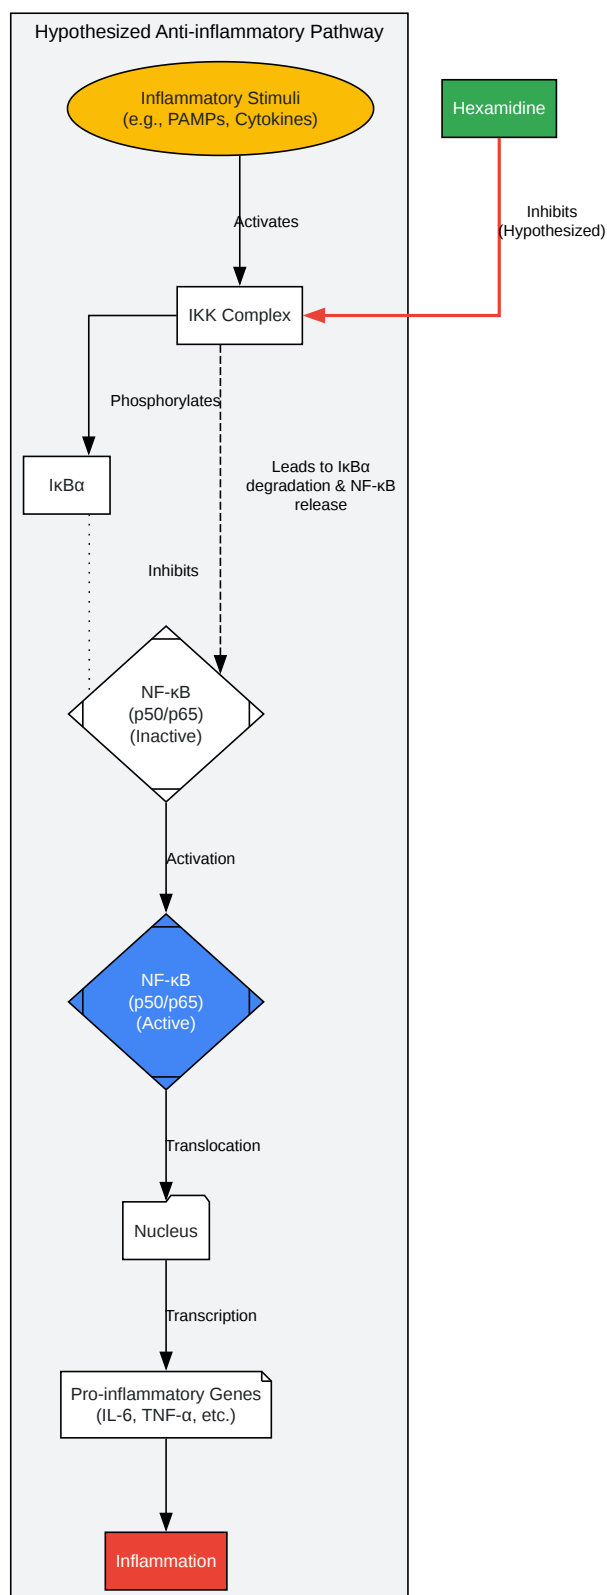 Hypothesized Anti-inflammatory Pathway
Inflammatory Stimuli
(e.g., PAMPs, Cytokines)
Hexamidine
Activates
Inhibits
(Hypothesized)
IKK Complex
Phosphorylates
IκBα
Leads to IκBα
degradation & NF-κB
release
Inhibits
NF-κB
(p50/p65)
(Inactive)
Activation
NF-κB
(p50/p65)
(Active)
Translocation
Nucleus
Transcription
Pro-inflammatory Genes
(IL-6, TNF-α, etc.)
Inflammation